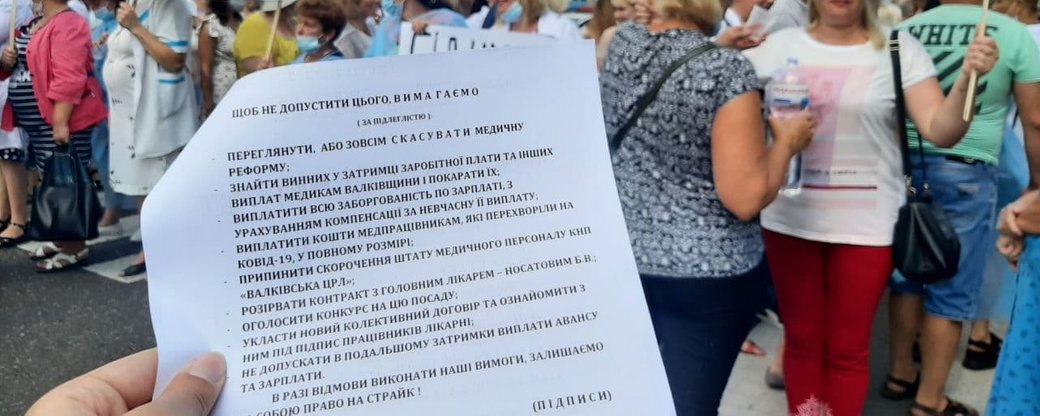 ЩОБ НЕ ДОПУСТИТИ ЦЬОГО, В И М А Г А Є М О
( ЗА ПІДЛЕГЛІСТЮ ):
- ПЕРЕГЛЯНУТИ, АБО ЗОВСІМ С К А С У В А Т И МЕДИЧНУ
РЕФОРМУ;
- ЗНАЙТИ ВИННИХ У ЗАТРИМЦІ ЗАРОБІТНОЇ ПЛАТИ ТА ІНШИХ
ВИПЛАТ МЕДИКАМ ВАЛКІВЩИНИ І ПОКАРАТИ ЇХ;
- ВИПЛАТИТИ ВСЮ ЗАБОРГОВАНІСТЬ ПО ЗАРПЛАТІ, З
УРАХУВАННЯМ КОМПЕНСАЦІЇ ЗА НЕВЧАСНУ ЇЇ ВИПЛАТУ;
- ВИПЛАТИТИ КОШТИ МЕДПРАЦІВНИКАМ, ЯКІ ПЕРЕХВОРІЛИ НА
КОВІД-19, У ПОВНОМУ РОЗМІРІ;
- ПРИПИНИТИ СКОРОЧЕННЯ ШТАТУ МЕДИЧНОГО ПЕРСОНАЛУ КНП
«ВАЛКІВСЬКА ЦРЛ»;
- РОЗІРВАТИ КОНТРАКТ З ГОЛОВНИМ ЛІКАРЕМ – НОСАТОВИМ Б.В.;
- ОГОЛОСИТИ КОНКУРС НА ЦЮ ПОСАДУ;
- УКЛАСТИ НОВИЙ КОЛЕКТИВНИЙ ДОГОВІР ТА ОЗНАЙОМИТИ З
НИМ ПІД ПІДПИС ПРАЦІВНИКІВ ЛІКАРНІ;
- НЕ ДОПУСКАТИ В ПОДАЛЬШОМУ ЗАТРИМКИ ВИПЛАТИ АВАНСУ
ТА ЗАРПЛАТИ.
В РАЗІ ВІДМОВИ ВИКОНАТИ НАШІ ВИМОГИ, ЗАЛИШАЄМО
ЗА СОБОЮ ПРАВО НА СТРАЙК !
(П І Д П И С И)
WHITE